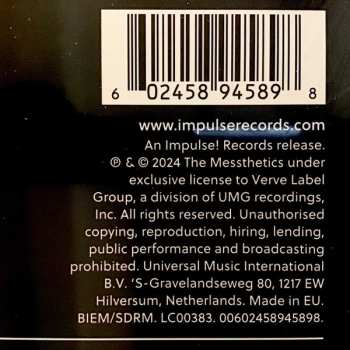 6 02458 94589 8
www.impulserecords.com
An Impulse! Records release.
℗ & © 2024 The Messthetics under
exclusive license to Verve Label
Group, a division of UMG recordings,
Inc. All rights reserved. Unauthorised
copying, reproduction, hiring, lending,
public performance and broadcasting
prohibited. Universal Music International
B.V. 'S-Gravelandseweg 80, 1217 EW
Hilversum, Netherlands. Made in EU.
BIEM/SDRM. LC00383. 00602458945898.